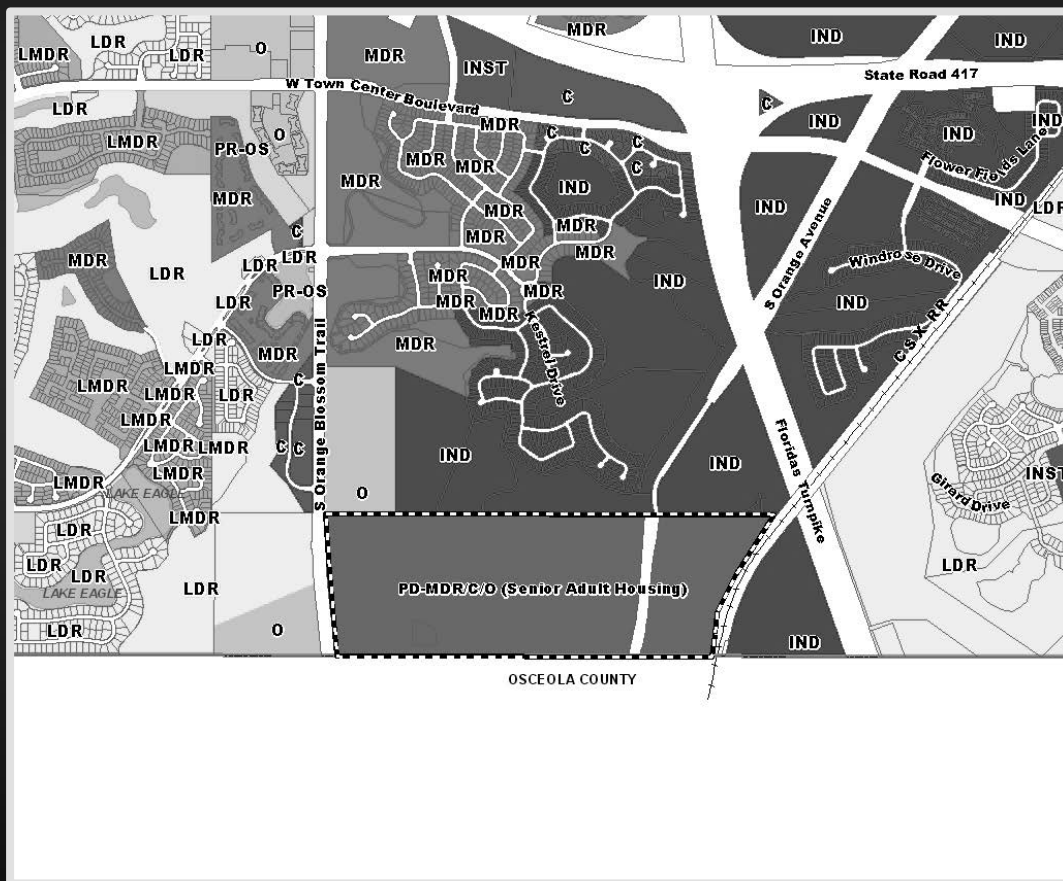 LDR
LMDR
LDR
O
MDR
INST
MDR
IND
IND
State Road 417
W Town Center Boulevard
C
C
IND
IND
IND
Flower Fields Lane
IND
LDR
LDR
LMDR
PR-OS
O
MDR
MDR
MDR
MDR
C
C
C
C
IND
MDR
C
MDR
MDR
MDR
MDR
IND
S Orange Avenue
LDR
MDR
LDR
LDR
LDR
PR-OS
LDR
MDR
MDR
MDR
MDR
IND
Windrose Drive
IND
CSX RR
LDR
LMDR
MDR
C
S Orange Blossom Trail
MDR
Kestrel Drive
LMDR
LMDR
LDR
LMDR
LMDR
LMDR
C
C
LMDR
LMDR
LAKE EAGLE
LMDR
IND
O
IND
Floridas Turnpike
INST
Girard Drive
LDR
LDR
LDR
LDR
LAKE EAGLE
LDR
LDR
O
PD-MDR/C/O (Senior Adult Housing)
IND
OSCEOLA COUNTY